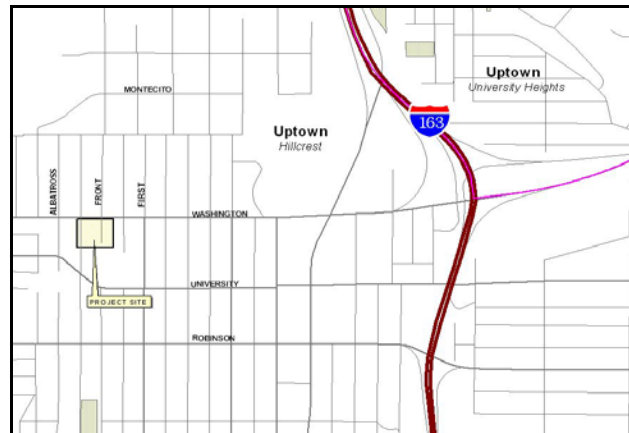 Uptown
University Heights
MONTECITO
163
Uptown
Hillcrest
ALBATROSS
FRONT
FIRST
WASHINGTON
UNIVERSITY
PROJECT SITE
ROBINSON